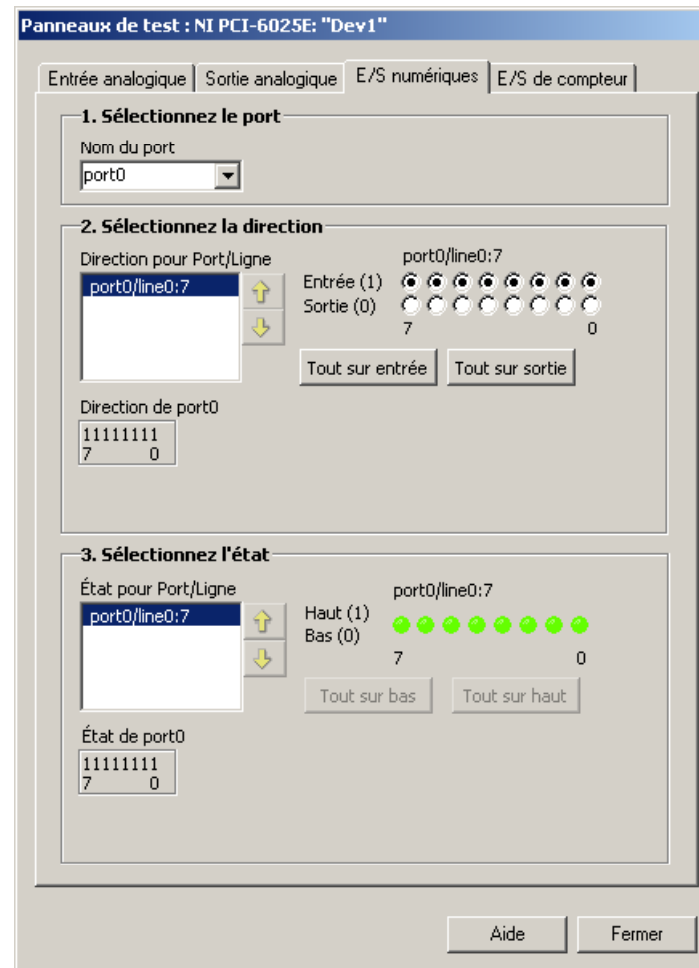 Panneaux de test : NI PCI-6025E: "Dev1"
Entrée analogique Sortie analogique E/S numériques E/S de compteur
1. Sélectionnez le port
Nom du port
port0
2. Sélectionnez la direction
Direction pour Port/Ligne
port0/line0:7
port0/line0:7
Entrée (1)
Sortie (0)
7 0
Tout sur entrée Tout sur sortie
Direction de port0
11111111
7 0
3. Sélectionnez l'état
État pour Port/Ligne
port0/line0:7
port0/line0:7
Haut (1)
Bas (0)
7 0
Tout sur bas Tout sur haut
État de port0
11111111
7 0
Aide Fermer